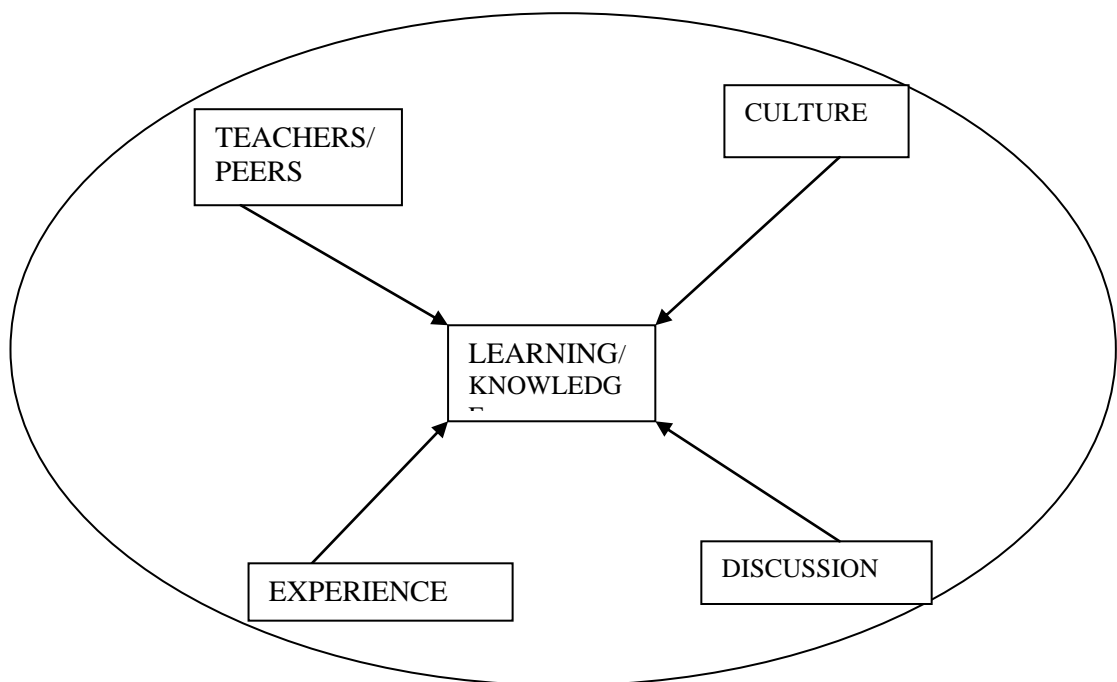 TEACHERS/
PEERS
CULTURE
LEARNING/
KNOWLEDG
EXPERIENCE
DISCUSSION